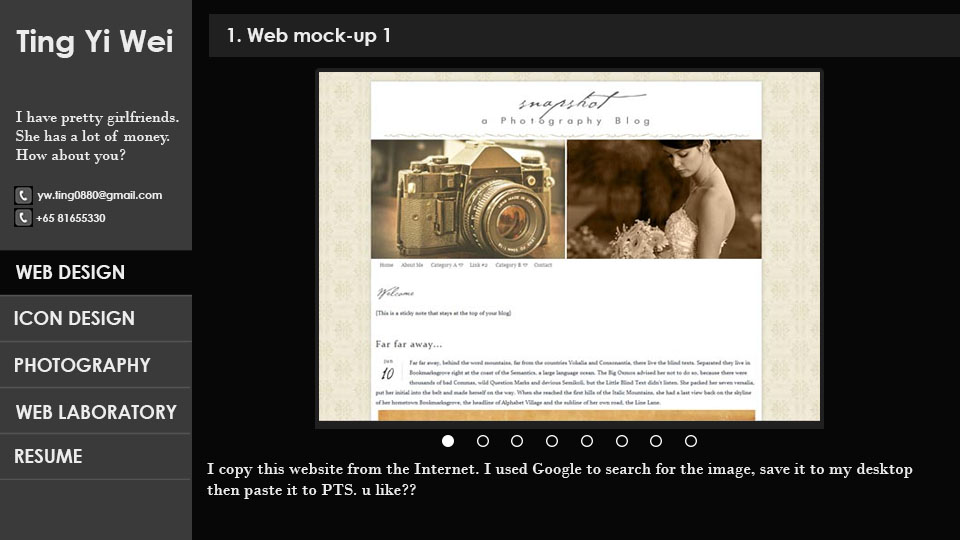 Ting Yi Wei
I have pretty girlfriends.
She has a lot of money.
How about you?
yw.ting0880@gmail.com
+65 81655330
WEB DESIGN
ICON DESIGN
PHOTOGRAPHY
WEB LABORATORY
RESUME
1. Web mock-up 1
snapshot
a Photography Blog
Home About Me Category A Link #2 Category B Contact
Welcome
{This is a sticky note that stays at the top of your blog}
Far far away...
jun
10
Far far away, behind the word mountains, far from the countries Vokalia and Consonantia, there live the blind texts. Separated they live in
Bookmarksgrove right at the coast of the Semantics, a large language ocean. The Big Oxmox advised her not to do so, because there were
thousands of bad Commas, wild Question Marks and devious Semikoli, but the Little Blind Text didn't listen. She packed her seven versalia,
put her initial into the belt and made herself on the way. When she reached the first hills of the Italic Mountains, she had a last view back on the skyline
of her hometown Bookmarksgrove, the headline of Alphabet Village and the subline of her own road, the Line Lane.
I copy this website from the Internet. I used Google to search for the image, save it to my desktop
then paste it to PTS. u like??